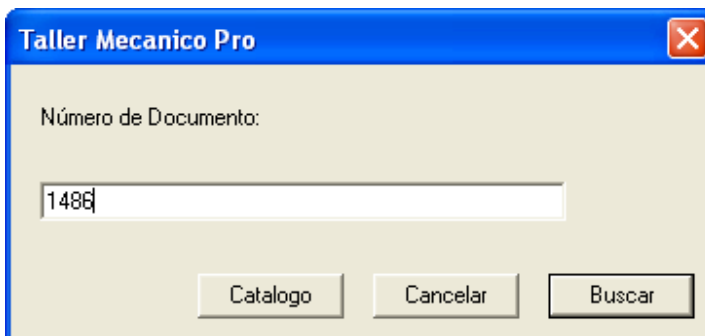 Taller Mecanico Pro
Número de Documento:
1486
Catalogo Cancelar Buscar